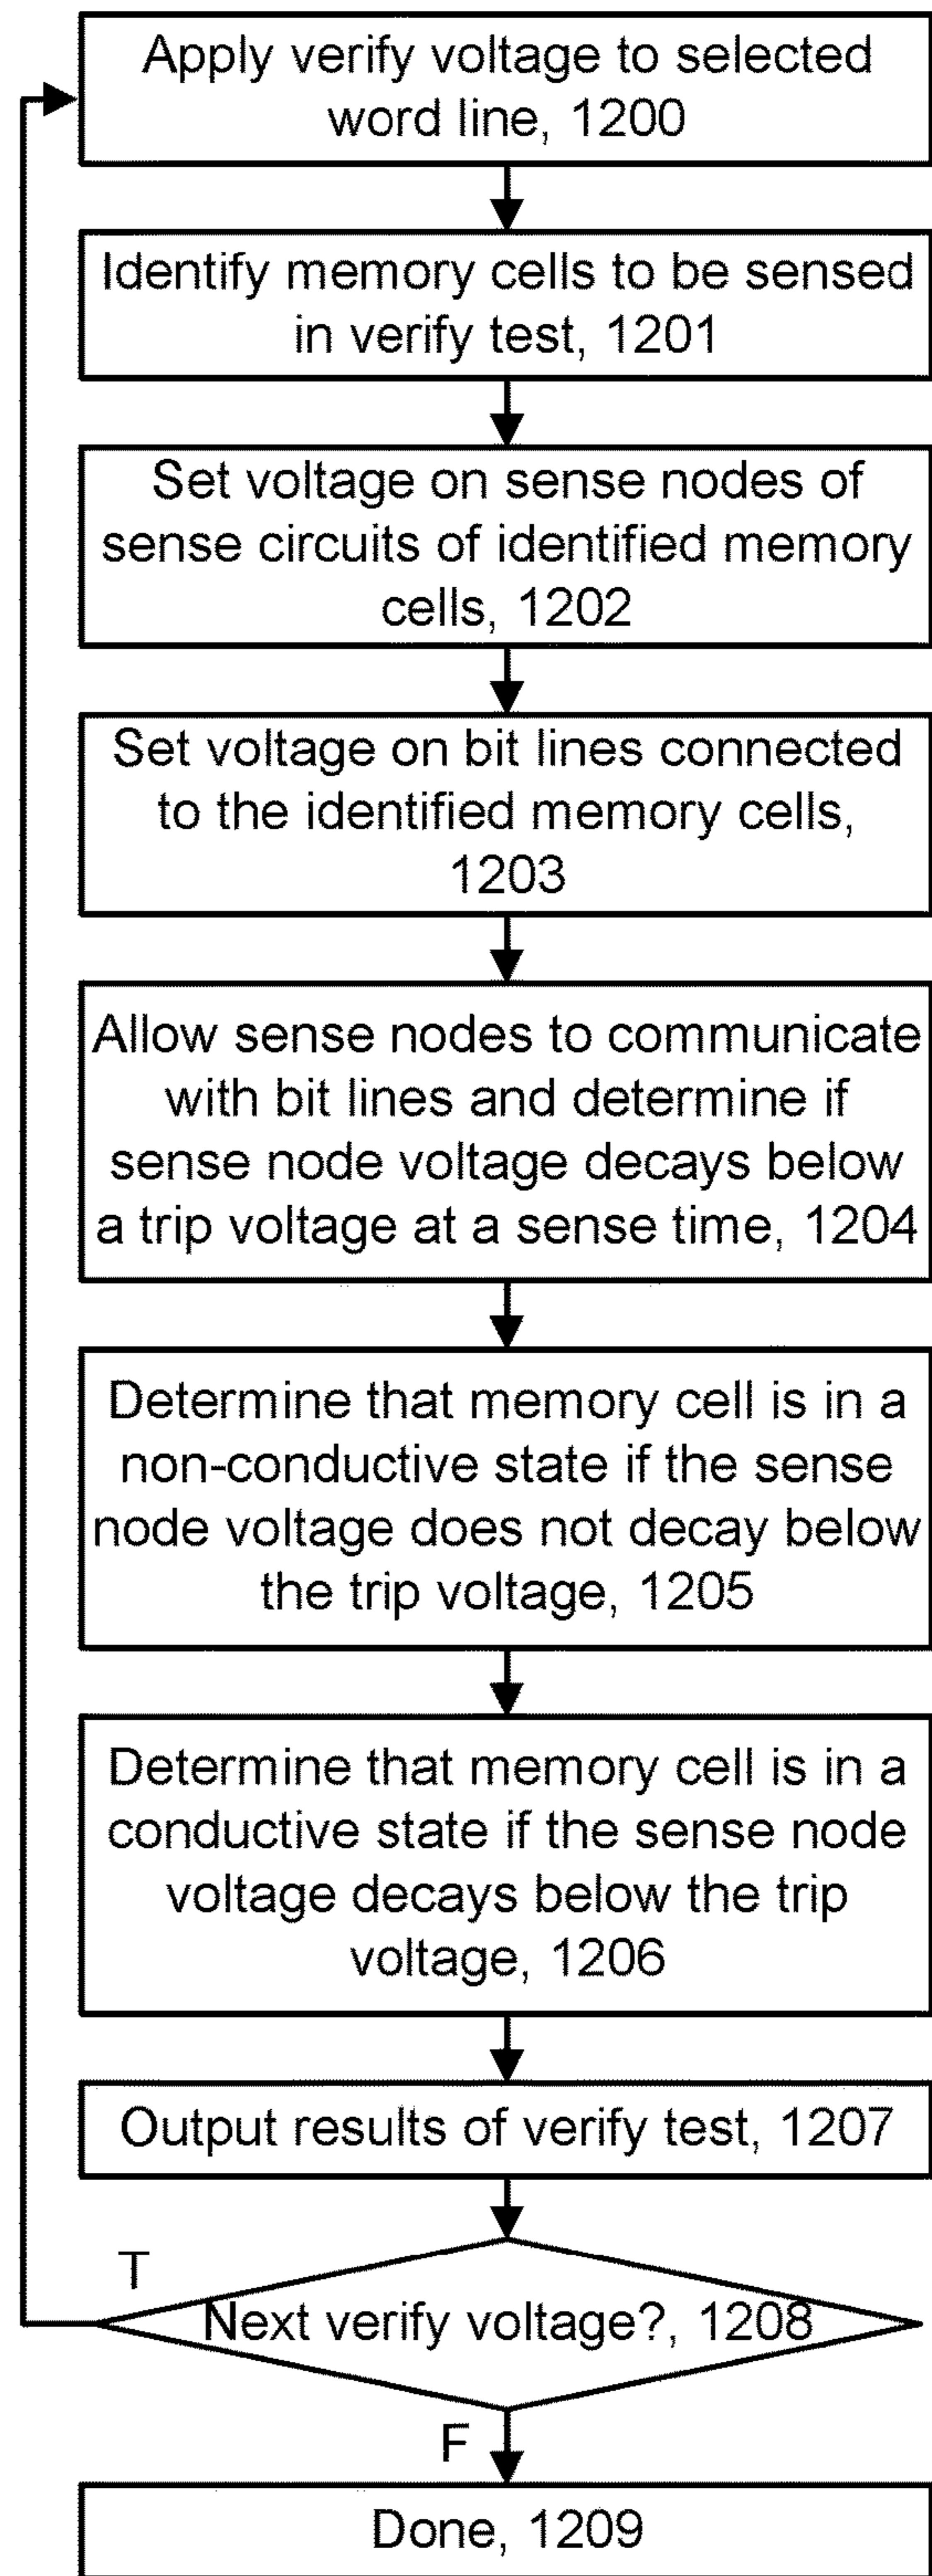 Apply verify voltage to selected
word line, 1200
Identify memory cells to be sensed
in verify test, 1201
Set voltage on sense nodes of
sense circuits of identified memory
cells, 1202
Set voltage on bit lines connected
to the identified memory cells,
1203
Allow sense nodes to communicate
with bit lines and determine if
sense node voltage decays below
a trip voltage at a sense time, 1204
Determine that memory cell is in a
non-conductive state if the sense
node voltage does not decay below
the trip voltage, 1205
Determine that memory cell is in a
conductive state if the sense node
voltage decays below the trip
voltage, 1206
Output results of verify test, 1207
T
Next verify voltage?, 1208
F
Done, 1209